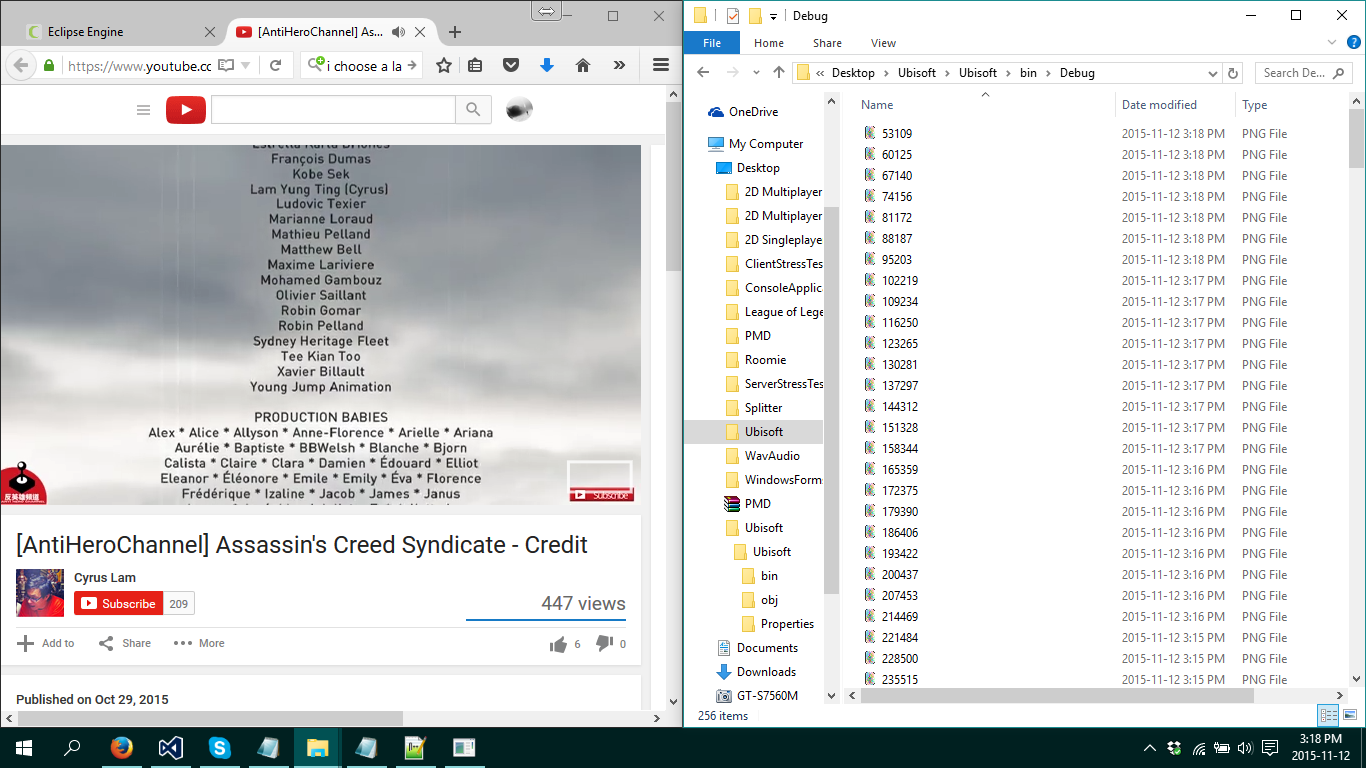 Eclipse Engine
[AntiHeroChannel] As...
https://www.youtube.cc
i choose a la
François Dumas
Kobe Sek
Lam Yung Ting (Cyrus)
Ludovic Texier
Marianne Loraud
Mathieu Pelland
Matthew Bell
Maxime Lariviere
Mohamed Gambouz
Olivier Saillant
Robin Gomar
Robin Pelland
Sydney Heritage Fleet
Tee Kian Too
Xavier Billault
Young Jump Animation
PRODUCTION BABIES
Alex * Alice * Allyson * Anne-Florence * Arielle * Ariana
Aurélie * Baptiste * BBWelsh * Blanche * Bjorn
Calista * Claire * Clara * Damien * Édouard * Elliot
Eleanor * Éléonore * Emile * Emily * Éva * Florence
Frédérique * Izaline * Jacob * James * Janus
反英雄頻道
Subscribe
[AntiHeroChannel] Assassin's Creed Syndicate - Credit
Cyrus Lam
Subscribe 209
447 views
Add to Share More 6 0
Published on Oct 29, 2015
Debug
File Home Share View
« Desktop Ubisoft Ubisoft bin Debug
Search De...
OneDrive
My Computer
Desktop
2D Multiplayer
2D Multiplayer
2D Singleplaye
ClientStressTes
ConsoleApplic
League of Lege
PMD
Roomie
ServerStressTes
Splitter
Ubisoft
WavAudio
WindowsForm
PMD
Ubisoft
Ubisoft
bin
obj
Properties
Documents
Downloads
GT-S7560M
Name Date modified Type
53109 2015-11-12 3:18 PM PNG File
60125 2015-11-12 3:18 PM PNG File
67140 2015-11-12 3:18 PM PNG File
74156 2015-11-12 3:18 PM PNG File
81172 2015-11-12 3:18 PM PNG File
88187 2015-11-12 3:18 PM PNG File
95203 2015-11-12 3:18 PM PNG File
102219 2015-11-12 3:17 PM PNG File
109234 2015-11-12 3:17 PM PNG File
116250 2015-11-12 3:17 PM PNG File
123265 2015-11-12 3:17 PM PNG File
130281 2015-11-12 3:17 PM PNG File
137297 2015-11-12 3:17 PM PNG File
144312 2015-11-12 3:17 PM PNG File
151328 2015-11-12 3:17 PM PNG File
158344 2015-11-12 3:17 PM PNG File
165359 2015-11-12 3:16 PM PNG File
172375 2015-11-12 3:16 PM PNG File
179390 2015-11-12 3:16 PM PNG File
186406 2015-11-12 3:16 PM PNG File
193422 2015-11-12 3:16 PM PNG File
200437 2015-11-12 3:16 PM PNG File
207453 2015-11-12 3:16 PM PNG File
214469 2015-11-12 3:16 PM PNG File
221484 2015-11-12 3:15 PM PNG File
228500 2015-11-12 3:15 PM PNG File
235515 2015-11-12 3:15 PM PNG File
256 items
3:18 PM
2015-11-12